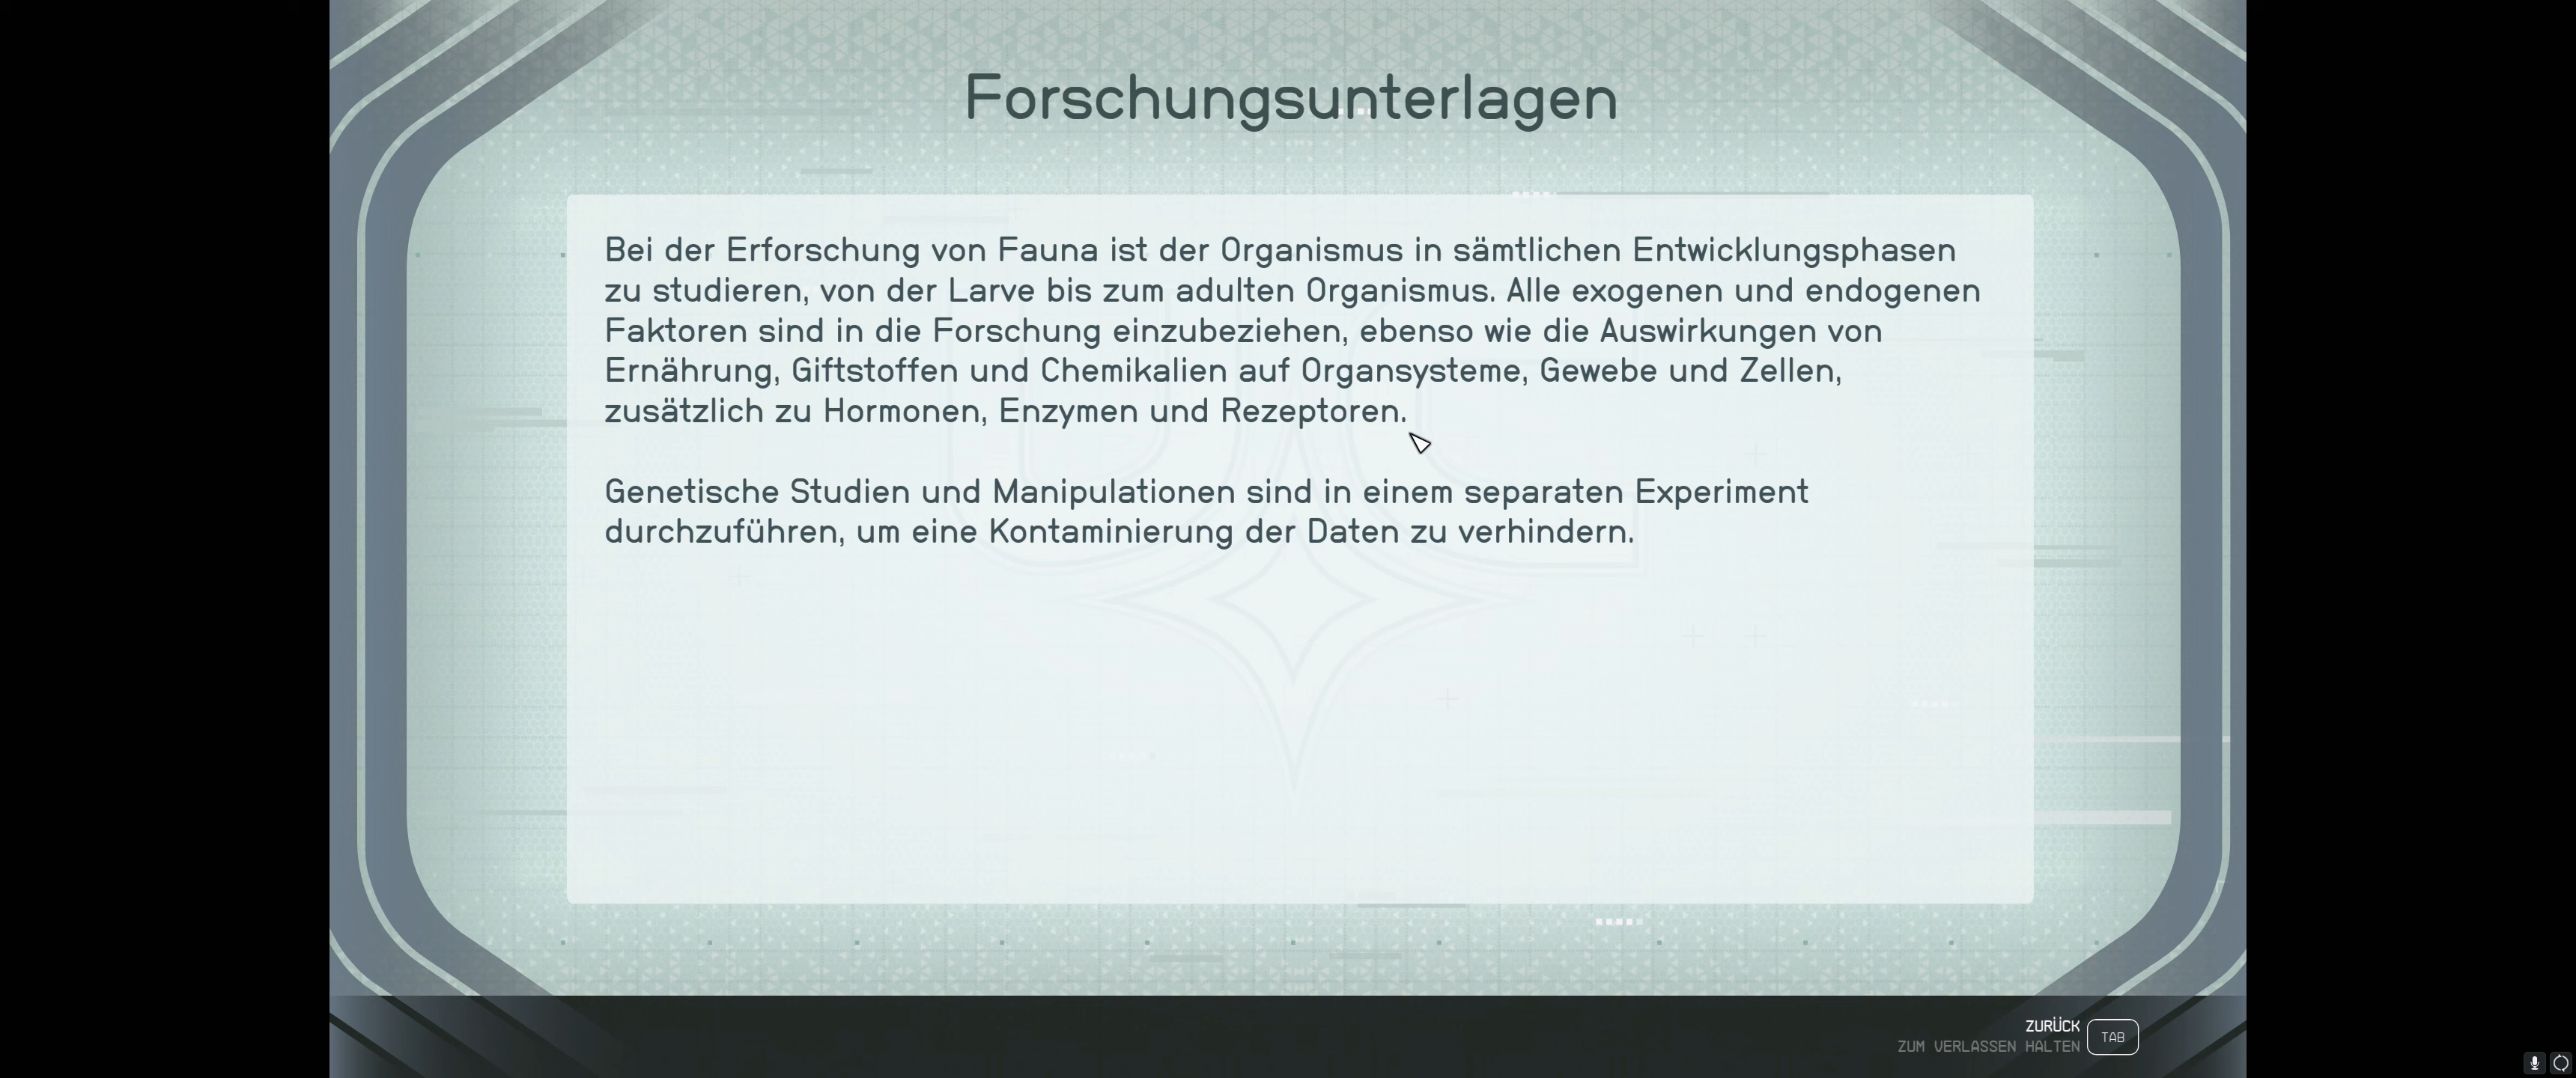 Forschungsunterlagen
Bei der Erforschung von Fauna ist der Organismus in sämtlichen Entwicklungsphasen
zu studieren, von der Larve bis zum adulten Organismus. Alle exogenen und endogenen
Faktoren sind in die Forschung einzubeziehen, ebenso wie die Auswirkungen von
Ernährung, Giftstoffen und Chemikalien auf Organsysteme, Gewebe und Zellen,
zusätzlich zu Hormonen, Enzymen und Rezeptoren.
Genetische Studien und Manipulationen sind in einem separaten Experiment
durchzuführen, um eine Kontaminierung der Daten zu verhindern.
ZURÜCK
ZUM VERLASSEN HALTEN
TAB